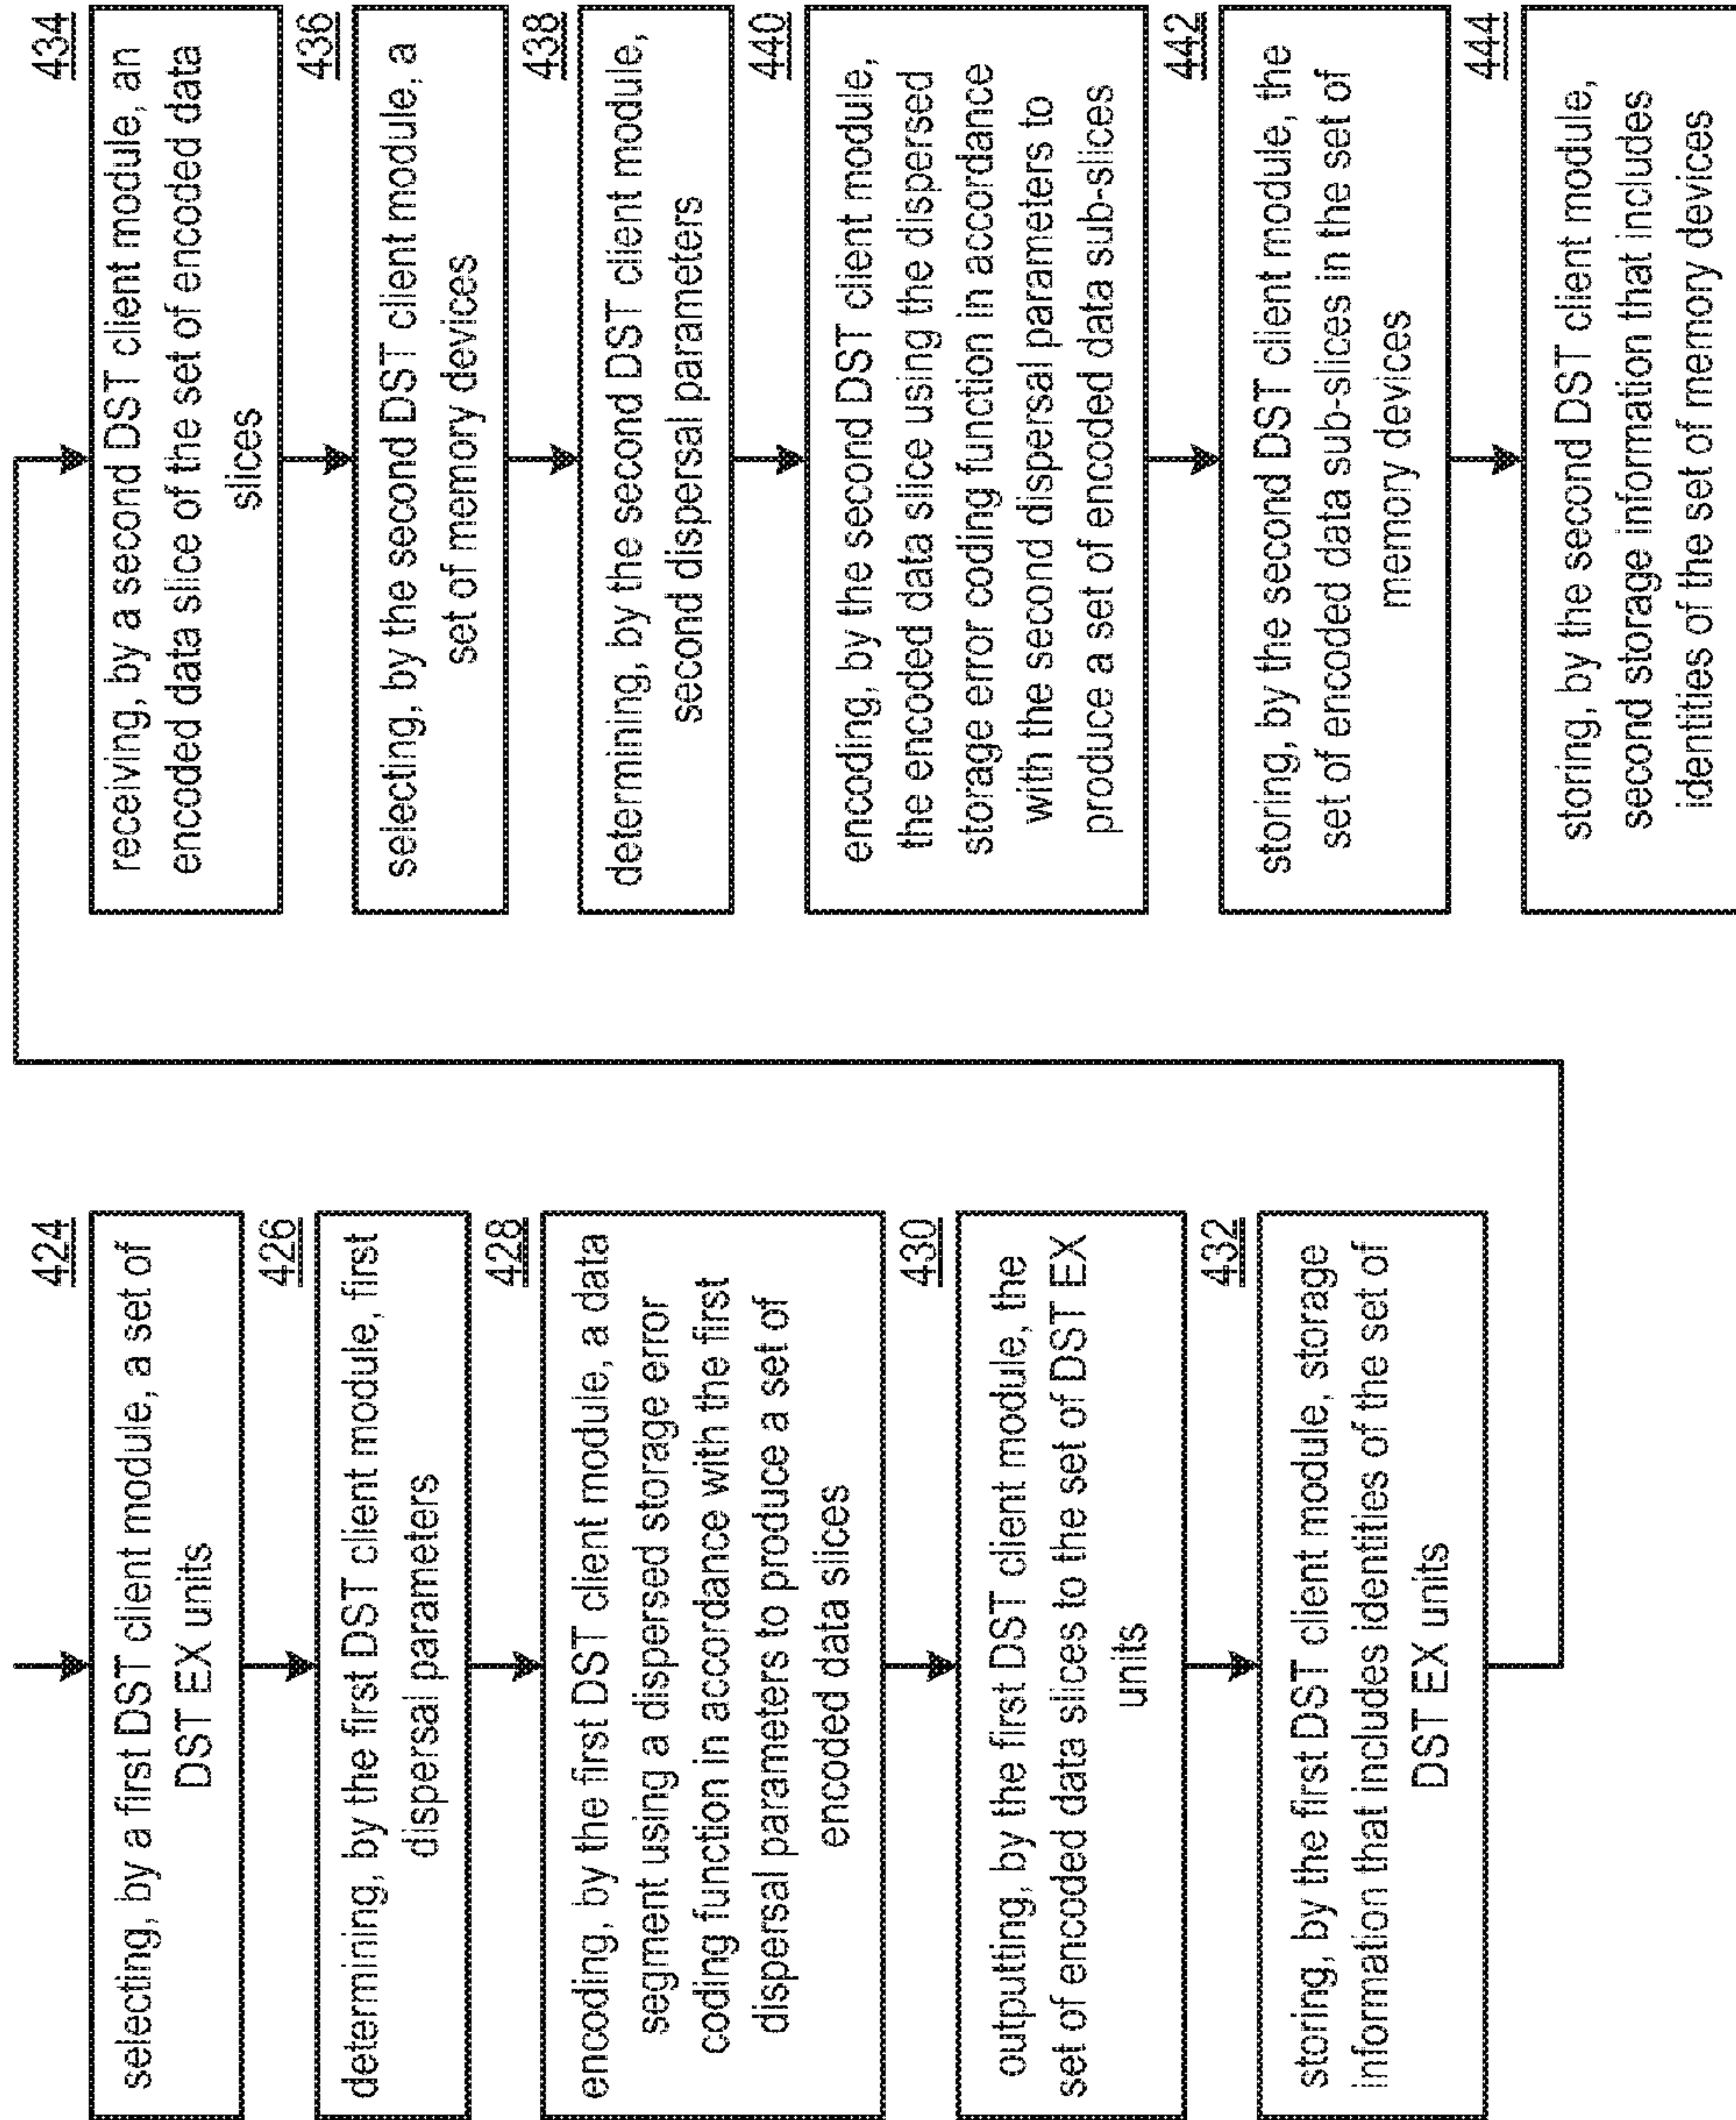 424
selecting, by a first DST client module, a set of
DST EX units
426
determining, by the first DST client module, first
dispersal parameters
428
encoding, by the first DST client module, a data
segment using a dispersed storage error
coding function in accordance with the first
dispersal parameters to produce a set of
encoded data slices
430
outputting, by the first DST client module, the
set of encoded data slices to the set of DST EX
units
432
storing, by the first DST client module, storage
information that includes identities of the set of
DST EX units
434
receiving, by a second DST client module, an
encoded data slice of the set of encoded data
slices
436
selecting, by the second DST client module, a
set of memory devices
438
determining, by the second DST client module,
second dispersal parameters
440
encoding, by the second DST client module,
the encoded data slice using the dispersed
storage error coding function in accordance
with the second dispersal parameters to
produce a set of encoded data sub-slices
442
storing, by the second DST client module, the
set of encoded data sub-slices in the set of
memory devices
444
storing, by the second DST client module,
second storage information that includes
identities of the set of memory devices